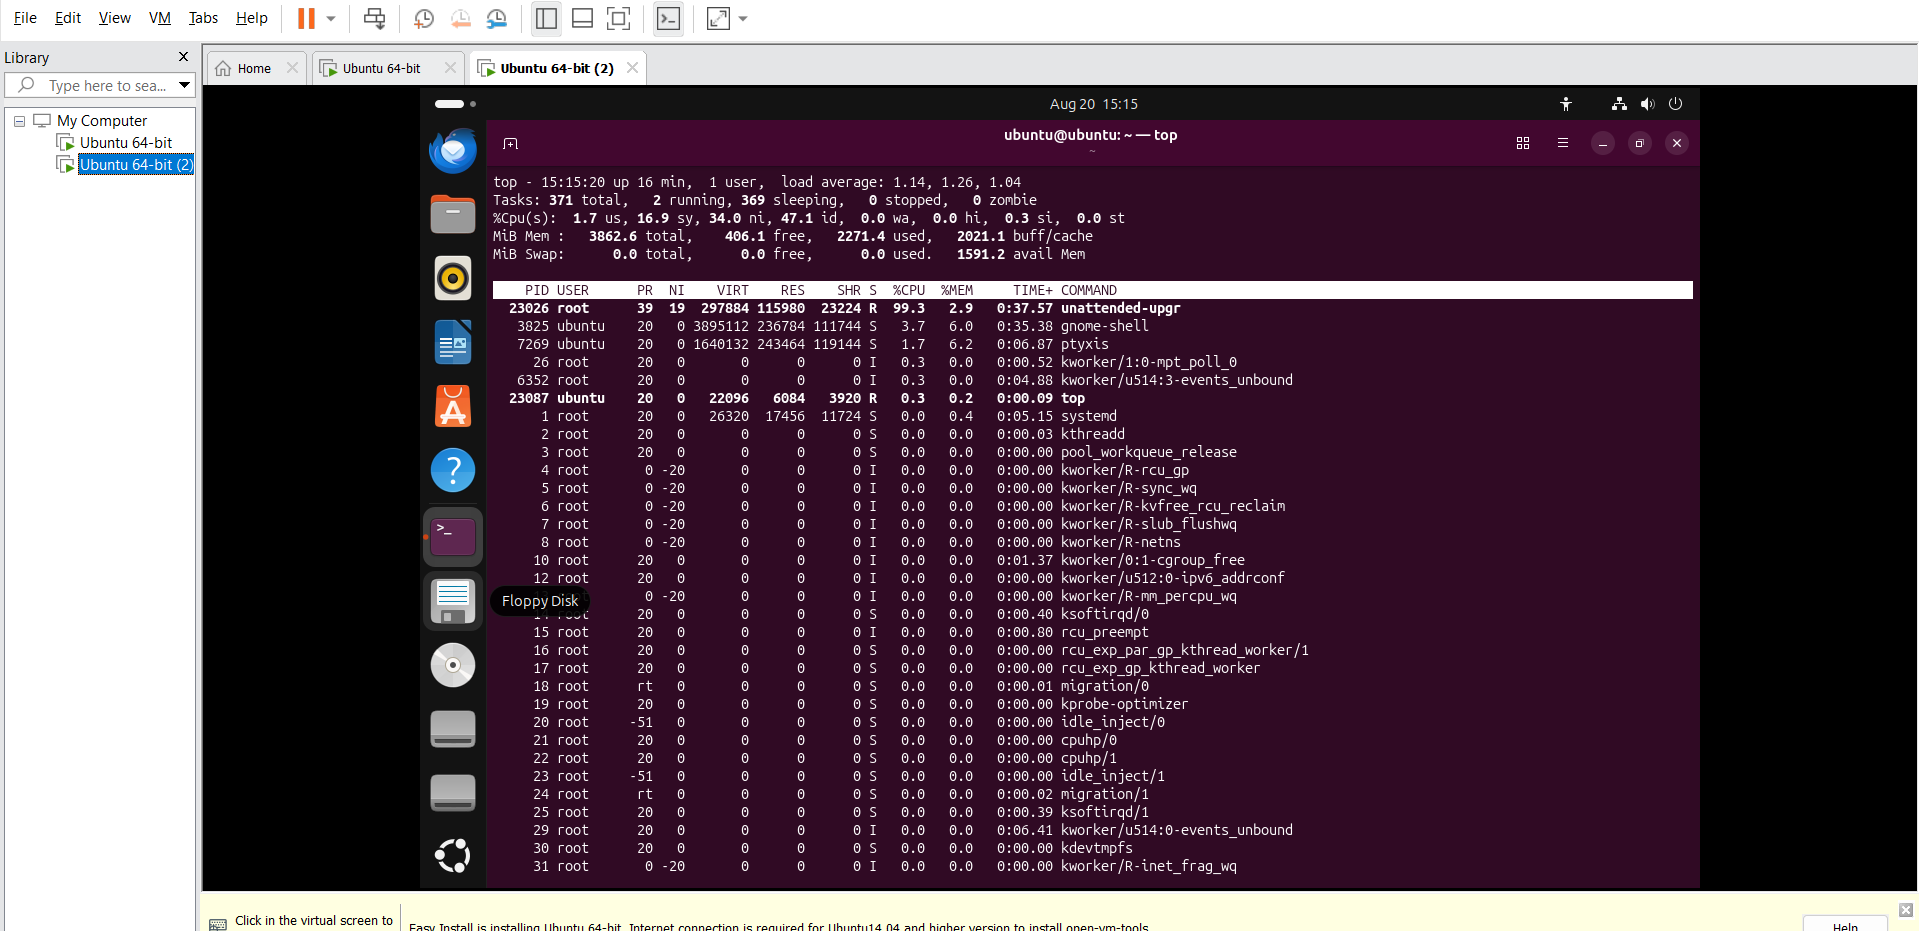 File Edit View VM Tabs Help
Library
Type here to sea...
My Computer
Ubuntu 64-bit
Ubuntu 64-bit (2)
Home
Ubuntu 64-bit
Ubuntu 64-bit (2)
Aug 20 15:15
ubuntu@ubuntu: ~ — top
~
top - 15:15:20 up 16 min, 1 user, load average: 1.14, 1.26, 1.04
Tasks: 371 total, 2 running, 369 sleeping, 0 stopped, 0 zombie
%Cpu(s): 1.7 us, 16.9 sy, 34.0 ni, 47.1 id, 0.0 wa, 0.0 hi, 0.3 si, 0.0 st
MiB Mem : 3862.6 total, 406.1 free, 2271.4 used, 2021.1 buff/cache
MiB Swap: 0.0 total, 0.0 free, 0.0 used. 1591.2 avail Mem
PID USER PR NI VIRT RES SHR S %CPU %MEM TIME+ COMMAND
23026 root 39 19 297884 115980 23224 R 99.3 2.9 0:37.57 unattended-upgr
3825 ubuntu 20 0 3895112 236784 111744 S 3.7 6.0 0:35.38 gnome-shell
7269 ubuntu 20 0 1640132 243464 119144 S 1.7 6.2 0:06.87 ptyxis
26 root 20 0 0 0 0 I 0.3 0.0 0:00.52 kworker/1:0-mpt_poll_0
6352 root 20 0 0 0 0 I 0.3 0.0 0:04.88 kworker/u514:3-events_unbound
23087 ubuntu 20 0 22096 6084 3920 R 0.3 0.2 0:00.09 top
1 root 20 0 26320 17456 11724 S 0.0 0.4 0:05.15 systemd
2 root 20 0 0 0 0 S 0.0 0.0 0:00.03 kthreadd
3 root 20 0 0 0 0 S 0.0 0.0 0:00.00 pool_workqueue_release
4 root 0 -20 0 0 0 I 0.0 0.0 0:00.00 kworker/R-rcu_gp
5 root 0 -20 0 0 0 I 0.0 0.0 0:00.00 kworker/R-sync_wq
6 root 0 -20 0 0 0 I 0.0 0.0 0:00.00 kworker/R-kvfree_rcu_reclaim
7 root 0 -20 0 0 0 I 0.0 0.0 0:00.00 kworker/R-slub_flushwq
8 root 0 -20 0 0 0 I 0.0 0.0 0:00.00 kworker/R-netns
10 root 20 0 0 0 0 I 0.0 0.0 0:01.37 kworker/0:1-cgroup_free
12 root 20 0 0 0 0 I 0.0 0.0 0:00.00 kworker/u512:0-ipv6_addrconf
0 -20 0 0 0 I 0.0 0.0 0:00.00 kworker/R-mm_percpu_wq
Floppy Disk
14 root 20 0 0 0 0 S 0.0 0.0 0:00.40 ksoftirqd/0
15 root 20 0 0 0 0 I 0.0 0.0 0:00.80 rcu_preempt
16 root 20 0 0 0 0 S 0.0 0.0 0:00.00 rcu_exp_par_gp_kthread_worker/1
17 root 20 0 0 0 0 S 0.0 0.0 0:00.00 rcu_exp_gp_kthread_worker
18 root rt 0 0 0 0 S 0.0 0.0 0:00.01 migration/0
19 root 20 0 0 0 0 S 0.0 0.0 0:00.00 kprobe-optimizer
20 root -51 0 0 0 0 S 0.0 0.0 0:00.00 idle_inject/0
21 root 20 0 0 0 0 S 0.0 0.0 0:00.00 cpuhp/0
22 root 20 0 0 0 0 S 0.0 0.0 0:00.00 cpuhp/1
23 root -51 0 0 0 0 S 0.0 0.0 0:00.00 idle_inject/1
24 root rt 0 0 0 0 S 0.0 0.0 0:00.02 migration/1
25 root 20 0 0 0 0 S 0.0 0.0 0:00.39 ksoftirqd/1
29 root 20 0 0 0 0 I 0.0 0.0 0:06.41 kworker/u514:0-events_unbound
30 root 20 0 0 0 0 S 0.0 0.0 0:00.00 kdevtmpfs
31 root 0 -20 0 0 0 I 0.0 0.0 0:00.00 kworker/R-inet_frag_wq
Click in the virtual screen to
Easy Install is installing Ubuntu 64-bit. Internet connection is required for Ubuntu14.04 and higher version to install open-vm-tools.
Help